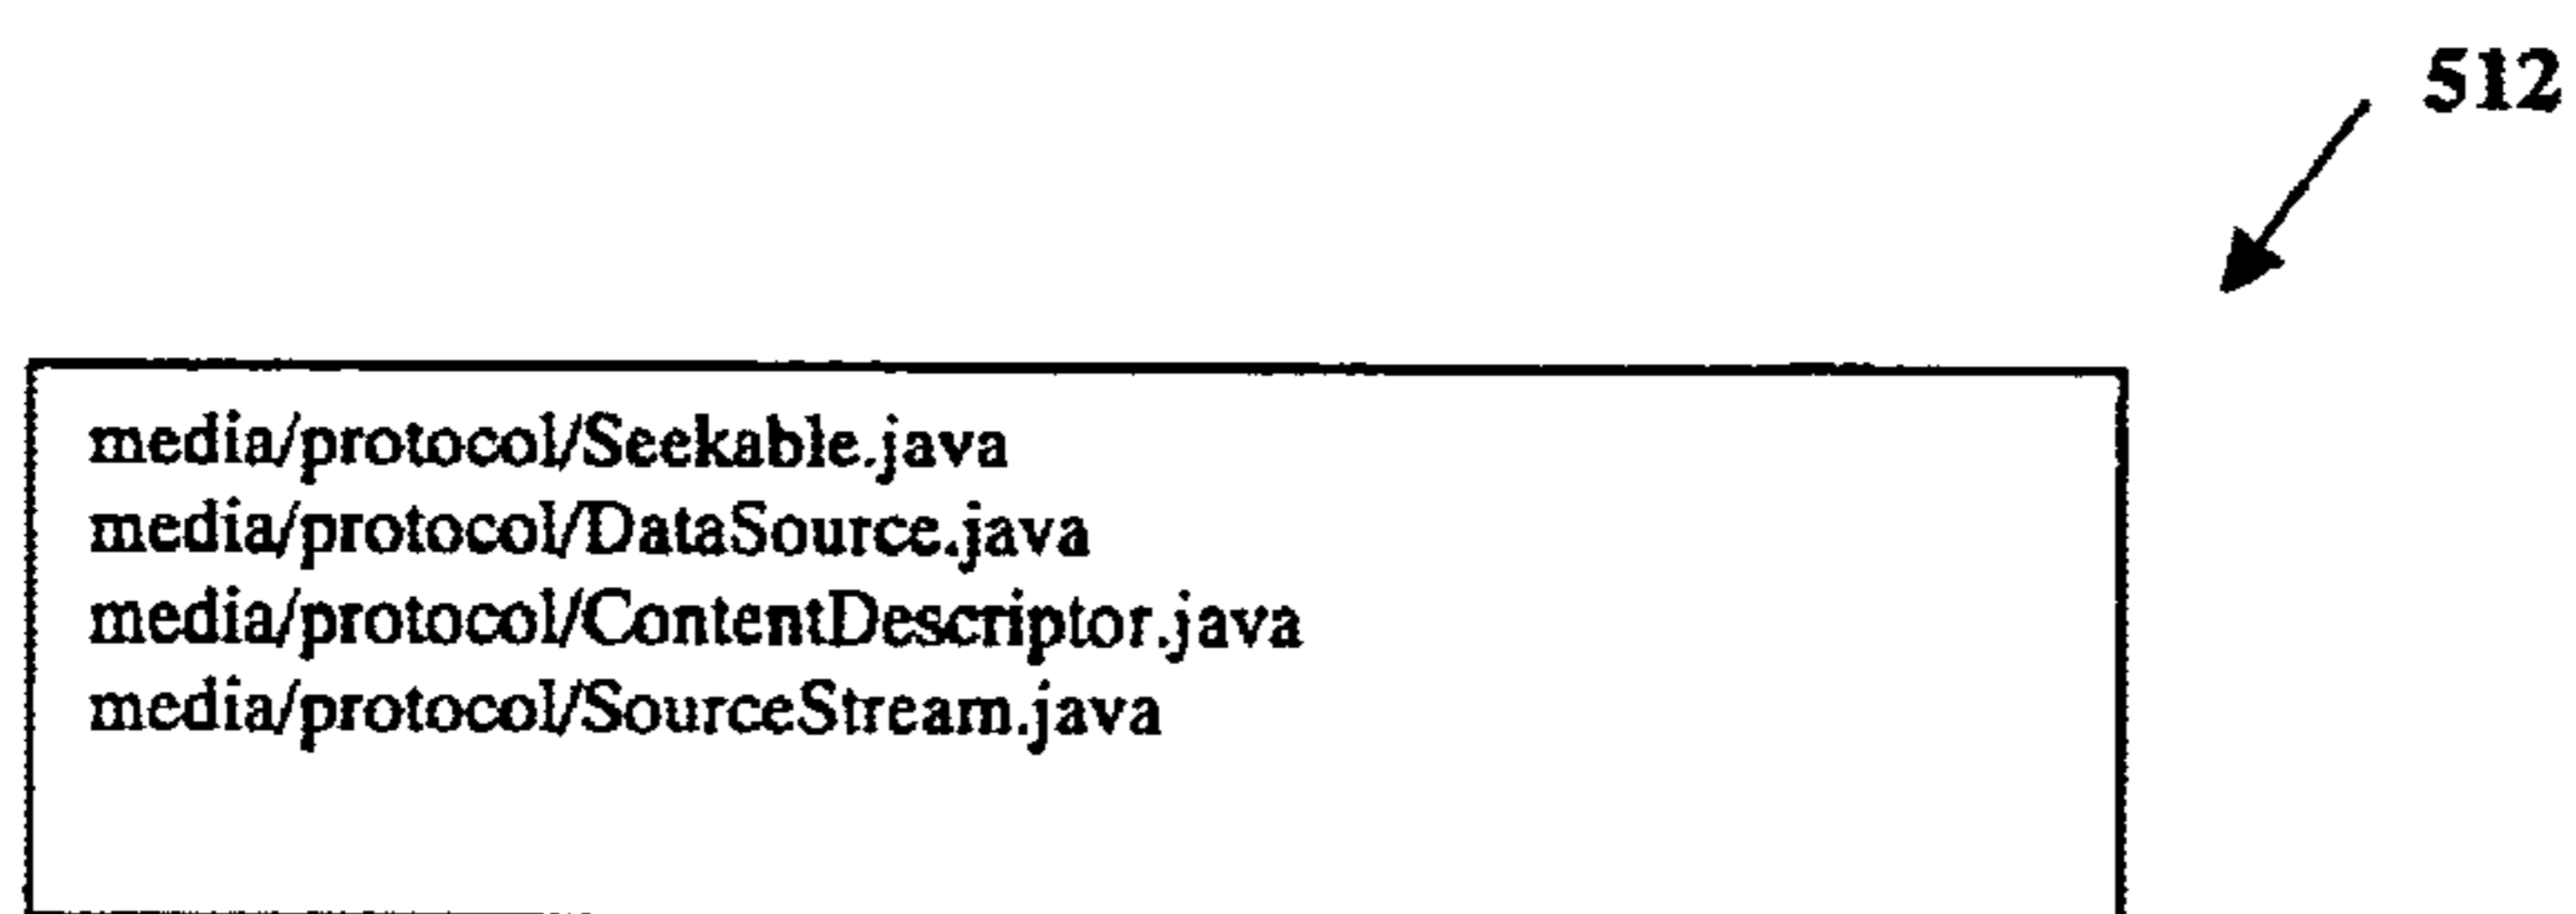 512
media/protocol/Seekable.java
media/protocol/DataSource.java
media/protocol/ContentDescriptor.java
media/protocol/SourceStream.java